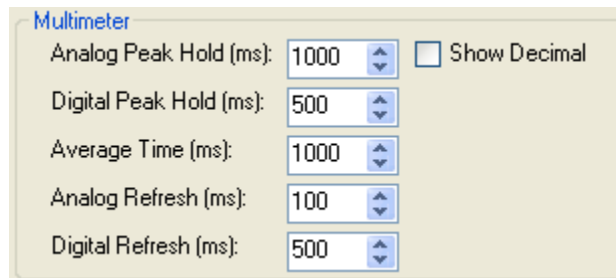 Multimeter
Analog Peak Hold (ms): 1000 Show Decimal
Digital Peak Hold (ms): 500
Average Time (ms): 1000
Analog Refresh (ms): 100
Digital Refresh (ms): 500